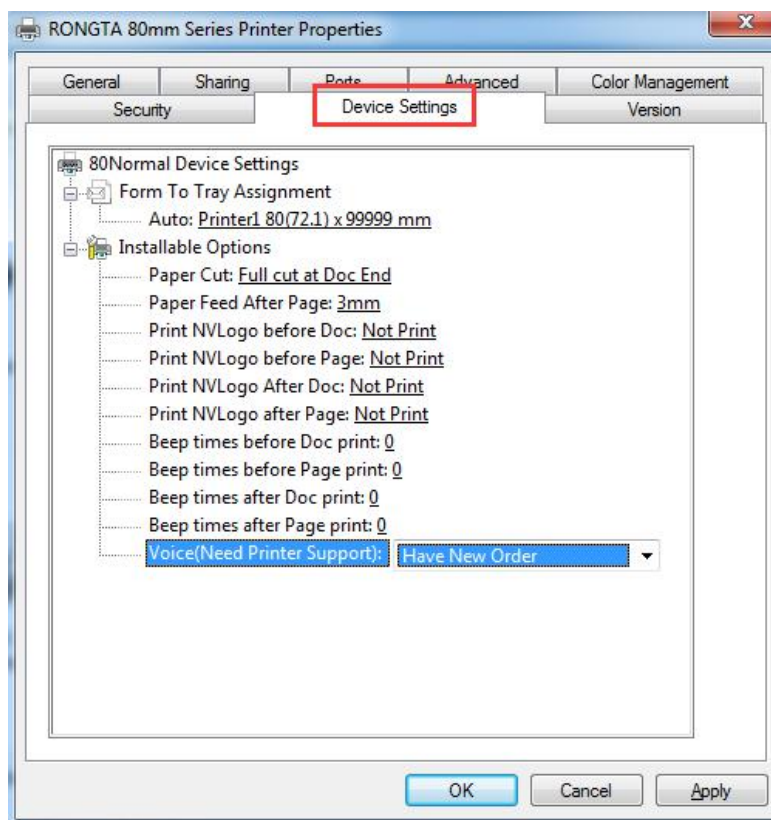 RONGTA 80mm Series Printer Properties
General Sharing Ports Advanced Color Management
Security Device Settings Version
80Normal Device Settings
Form To Tray Assignment
Auto: Printer1 80(72.1) x 99999 mm
Installable Options
Paper Cut: Full cut at Doc End
Paper Feed After Page: 3mm
Print NVLogo before Doc: Not Print
Print NVLogo before Page: Not Print
Print NVLogo After Doc: Not Print
Print NVLogo after Page: Not Print
Beep times before Doc print: 0
Beep times before Page print: 0
Beep times after Doc print: 0
Beep times after Page print: 0
Voice(Need Printer Support): Have New Order
OK Cancel Apply